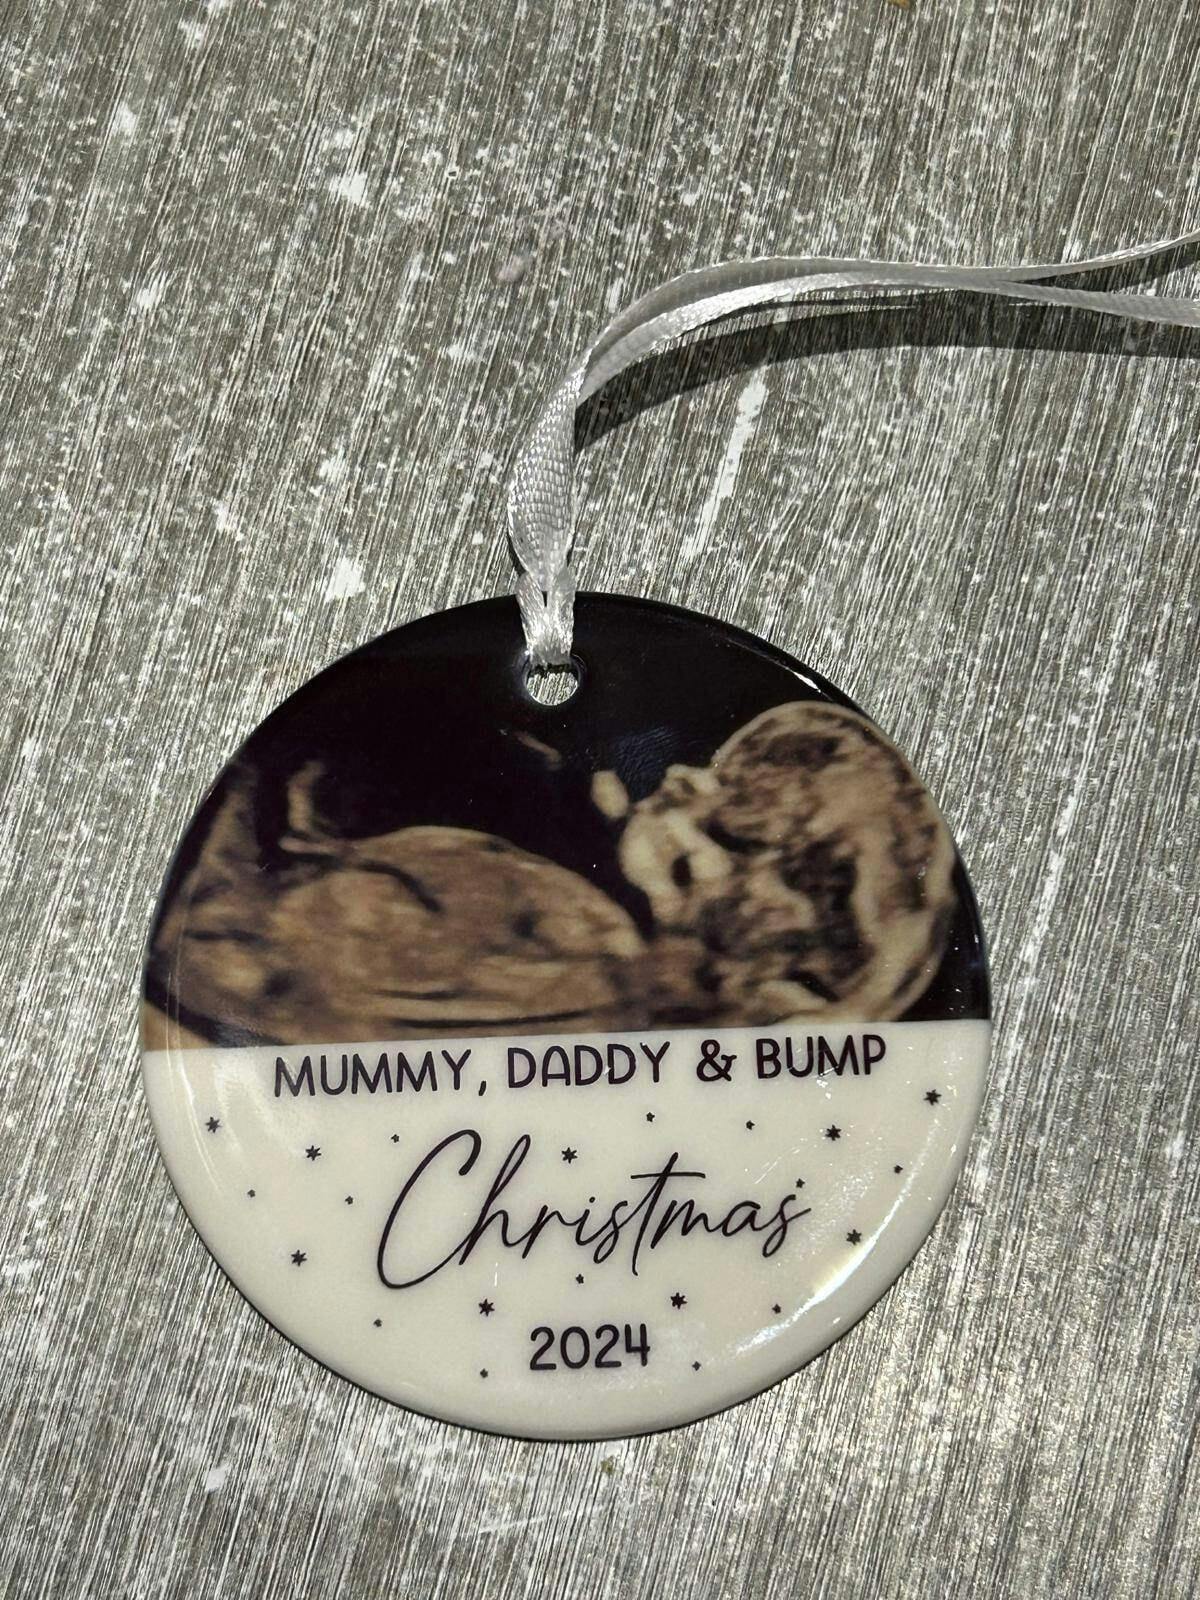 MUMMY, DADDY & BUMP
Christmas
2024